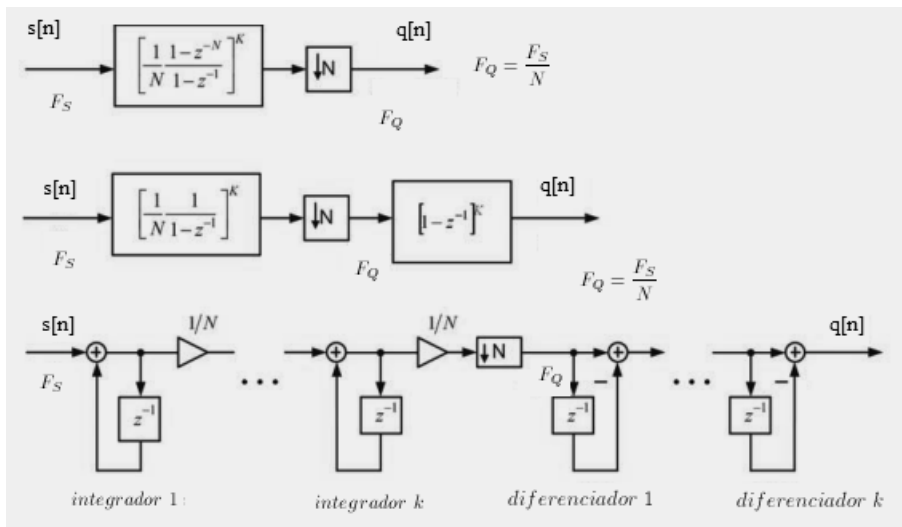 s[n]
q[n]
[1/N (1-z^{-N})/(1-z^{-1})]^K
↓N
F_Q = F_S/N
F_S
F_Q
s[n]
q[n]
[1/N 1/(1-z^{-1})]^K
↓N
[1-z^{-1}]^K
F_S
F_Q
F_Q = F_S/N
s[n]
1/N
1/N
q[n]
+
+
↓N
+
+
F_S
...
F_Q
−
...
−
z^{-1}
z^{-1}
z^{-1}
z^{-1}
integrador 1 :
integrador k
diferenciador 1
diferenciador k